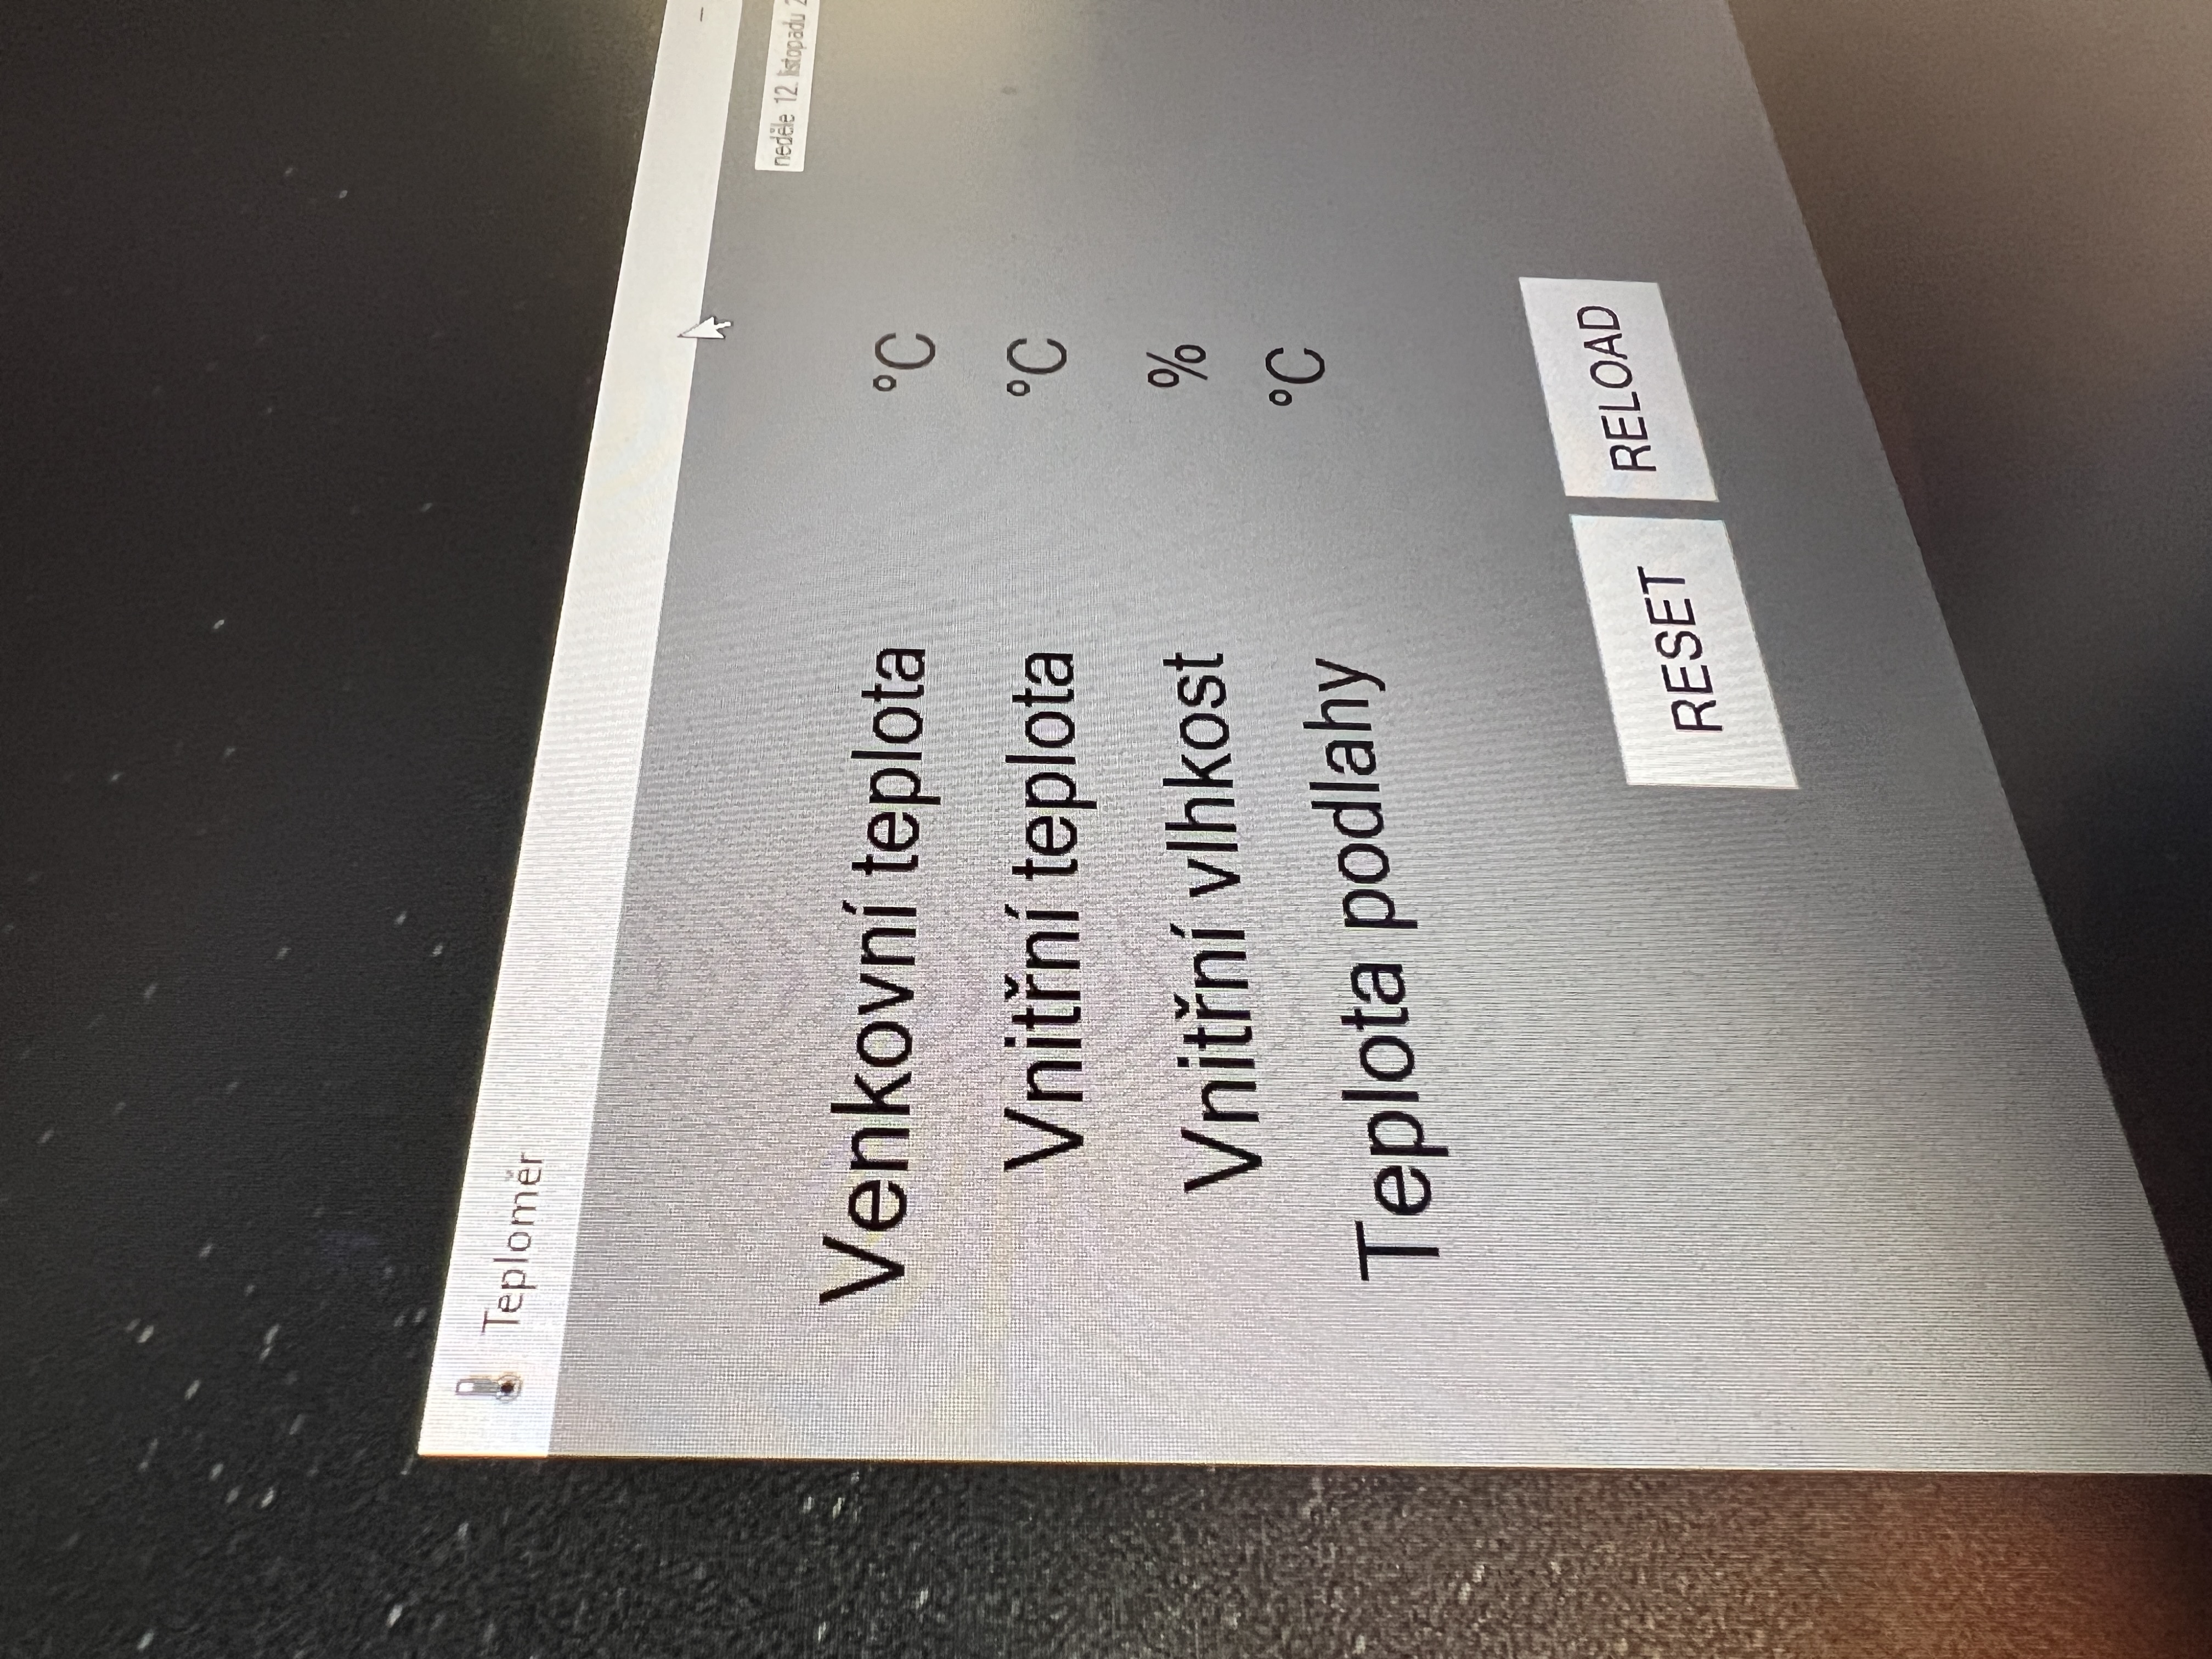 Teploměr
neděle 12. listopadu
Venkovní teplota °C
Vnitřní teplota °C
Vnitřní vlhkost %
Teplota podlahy °C
RESET RELOAD